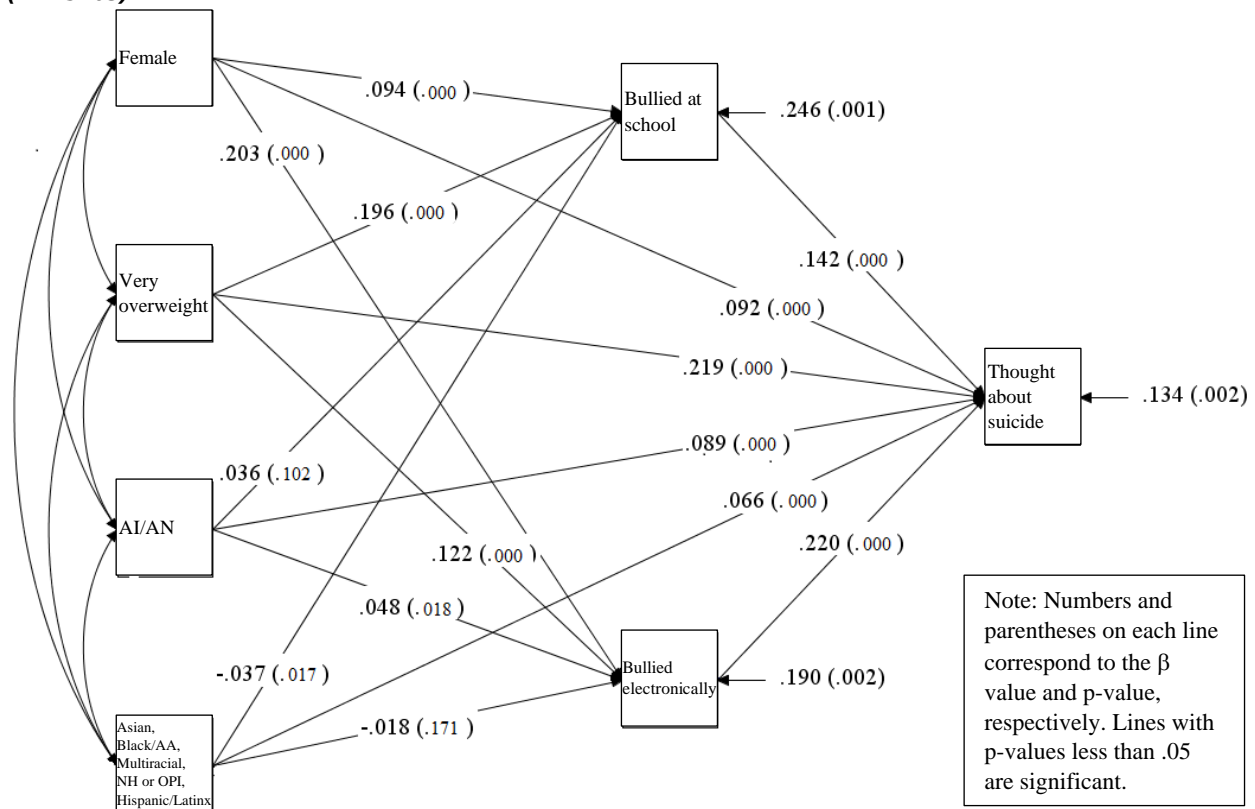 Female
.094 (.000 )
Bullied at
school
.246 (.001)
.203 (.000 )
.196 (.000 )
Very
overweight
.142 (.000 )
.092 (.000 )
.219 (.000 )
Thought
about
suicide
.134 (.002)
.089 (.000 )
.036 (.102 )
.066 (.000 )
AI/AN
.122 (.000 )
.220 (.000 )
.048 (.018 )
-.037 (.017 )
Bullied
electronically
.190 (.002)
-.018 (.171 )
Asian,
Black/AA,
Multiracial,
NH or OPI,
Hispanic/Latinx
Note: Numbers and
parentheses on each line
correspond to the β
value and p-value,
respectively. Lines with
p-values less than .05
are significant.